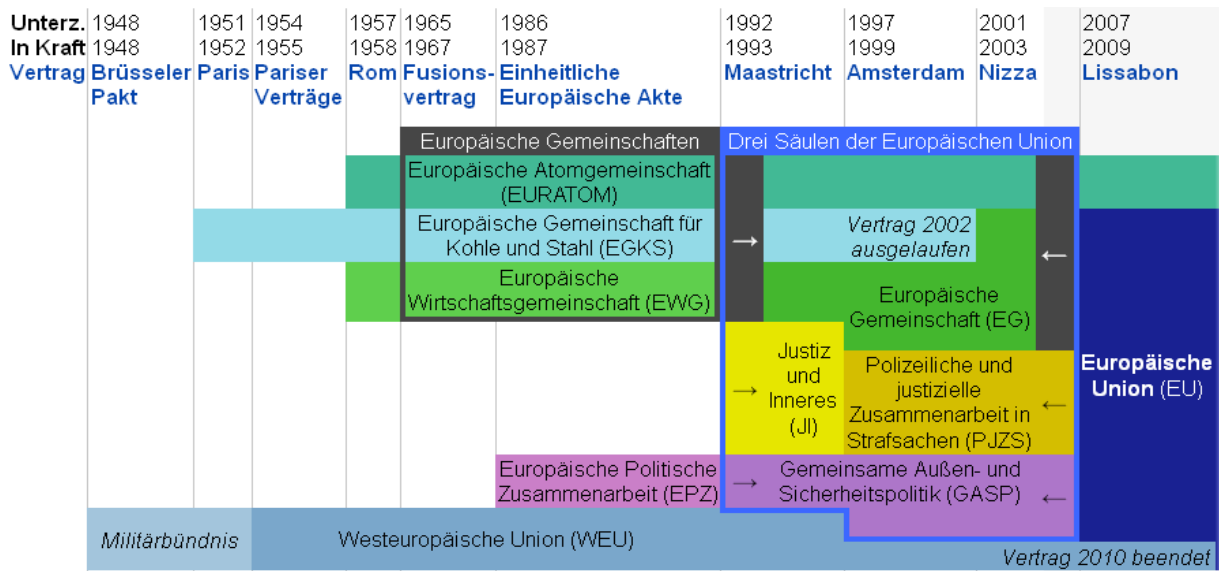 Unterz. 1948 1951 1954 1957 1965 1986 1992 1997 2001 2007
In Kraft 1948 1952 1955 1958 1967 1987 1993 1999 2003 2009
Vertrag Brüsseler Pakt Paris Pariser Verträge Rom Fusions-vertrag Einheitliche Europäische Akte Maastricht Amsterdam Nizza Lissabon
Europäische Gemeinschaften
Drei Säulen der Europäischen Union
Europäische Atomgemeinschaft
(EURATOM)
Europäische Gemeinschaft für
Kohle und Stahl (EGKS)
→
Vertrag 2002
ausgelaufen
←
Europäische
Wirtschaftsgemeinschaft (EWG)
Europäische
Gemeinschaft (EG)
→
Justiz
und
Inneres
(JI)
Polizeiliche und
justizielle
Zusammenarbeit in
Strafsachen (PJZS)
←
Europäische
Union (EU)
Europäische Politische
Zusammenarbeit (EPZ)
→
Gemeinsame Außen- und
Sicherheitspolitik (GASP)
←
Militärbündnis
Westeuropäische Union (WEU)
Vertrag 2010 beendet